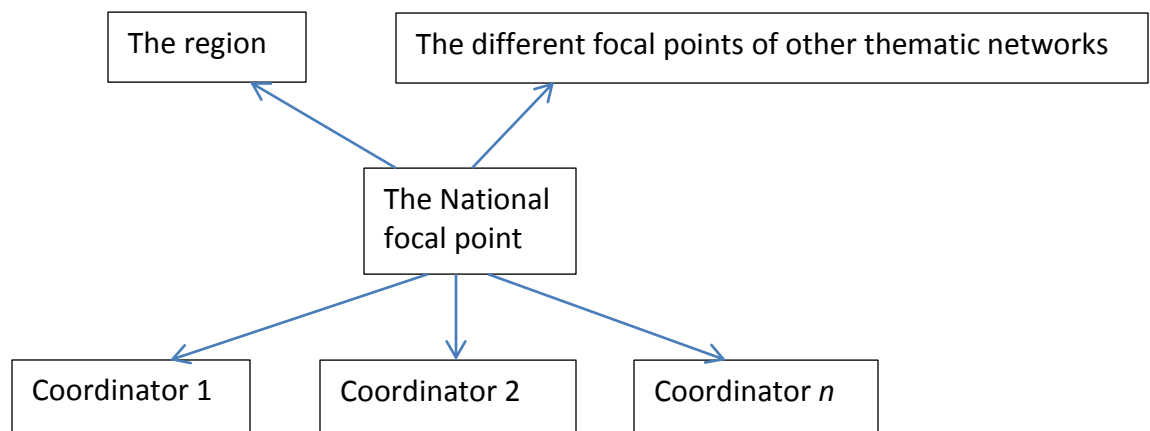 The region
The different focal points of other thematic networks
The National
focal point
Coordinator 1
Coordinator 2
Coordinator n